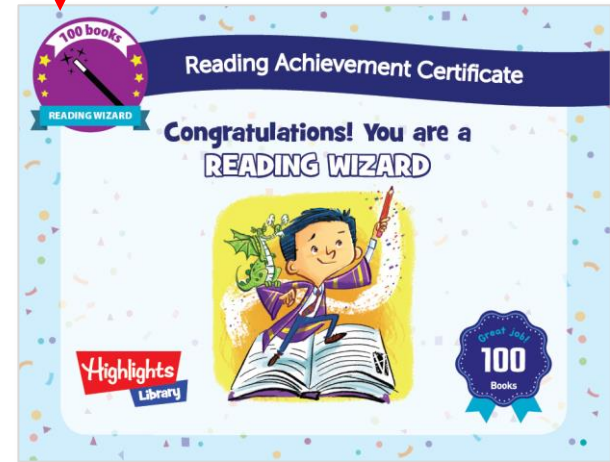 100 books
READING WIZARD
Reading Achievement Certificate
Congratulations! You are a
READING WIZARD
Highlights
Library
Great job!
100
Books